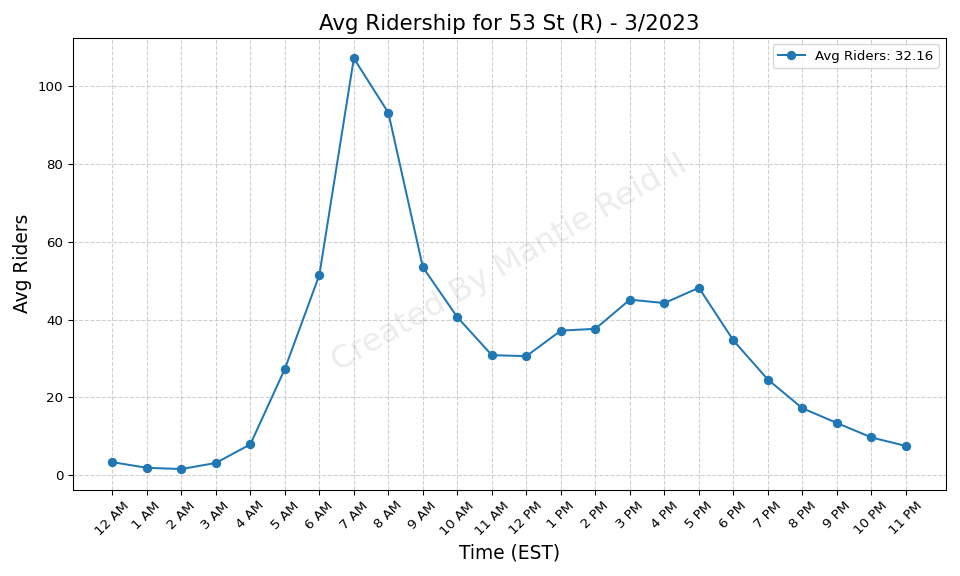 Avg Ridership for 53 St (R) - 3/2023
Avg Riders: 32.16
100
80
60
40
20
0
Avg Riders
Created By Mantie Reid II
12 AM
1 AM
2 AM
3 AM
4 AM
5 AM
6 AM
7 AM
8 AM
9 AM
10 AM
11 AM
12 PM
1 PM
2 PM
3 PM
4 PM
5 PM
6 PM
7 PM
8 PM
9 PM
10 PM
11 PM
Time (EST)